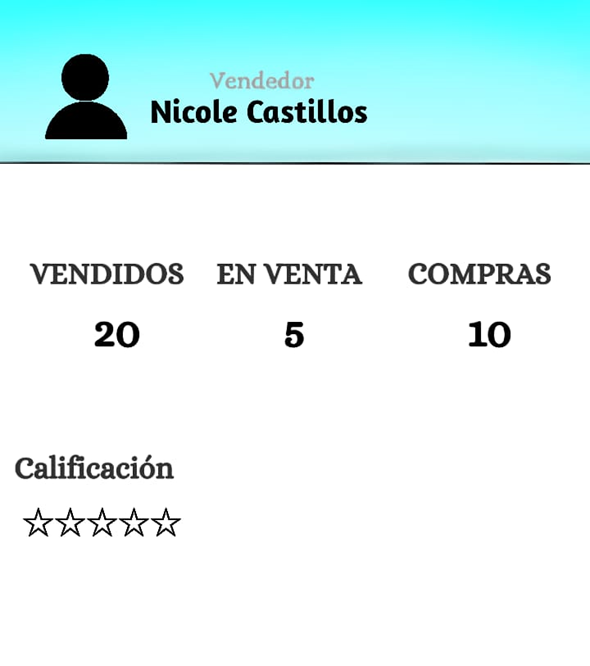 Vendedor
Nicole Castillos
VENDIDOS EN VENTA COMPRAS
20 5 10
Calificación